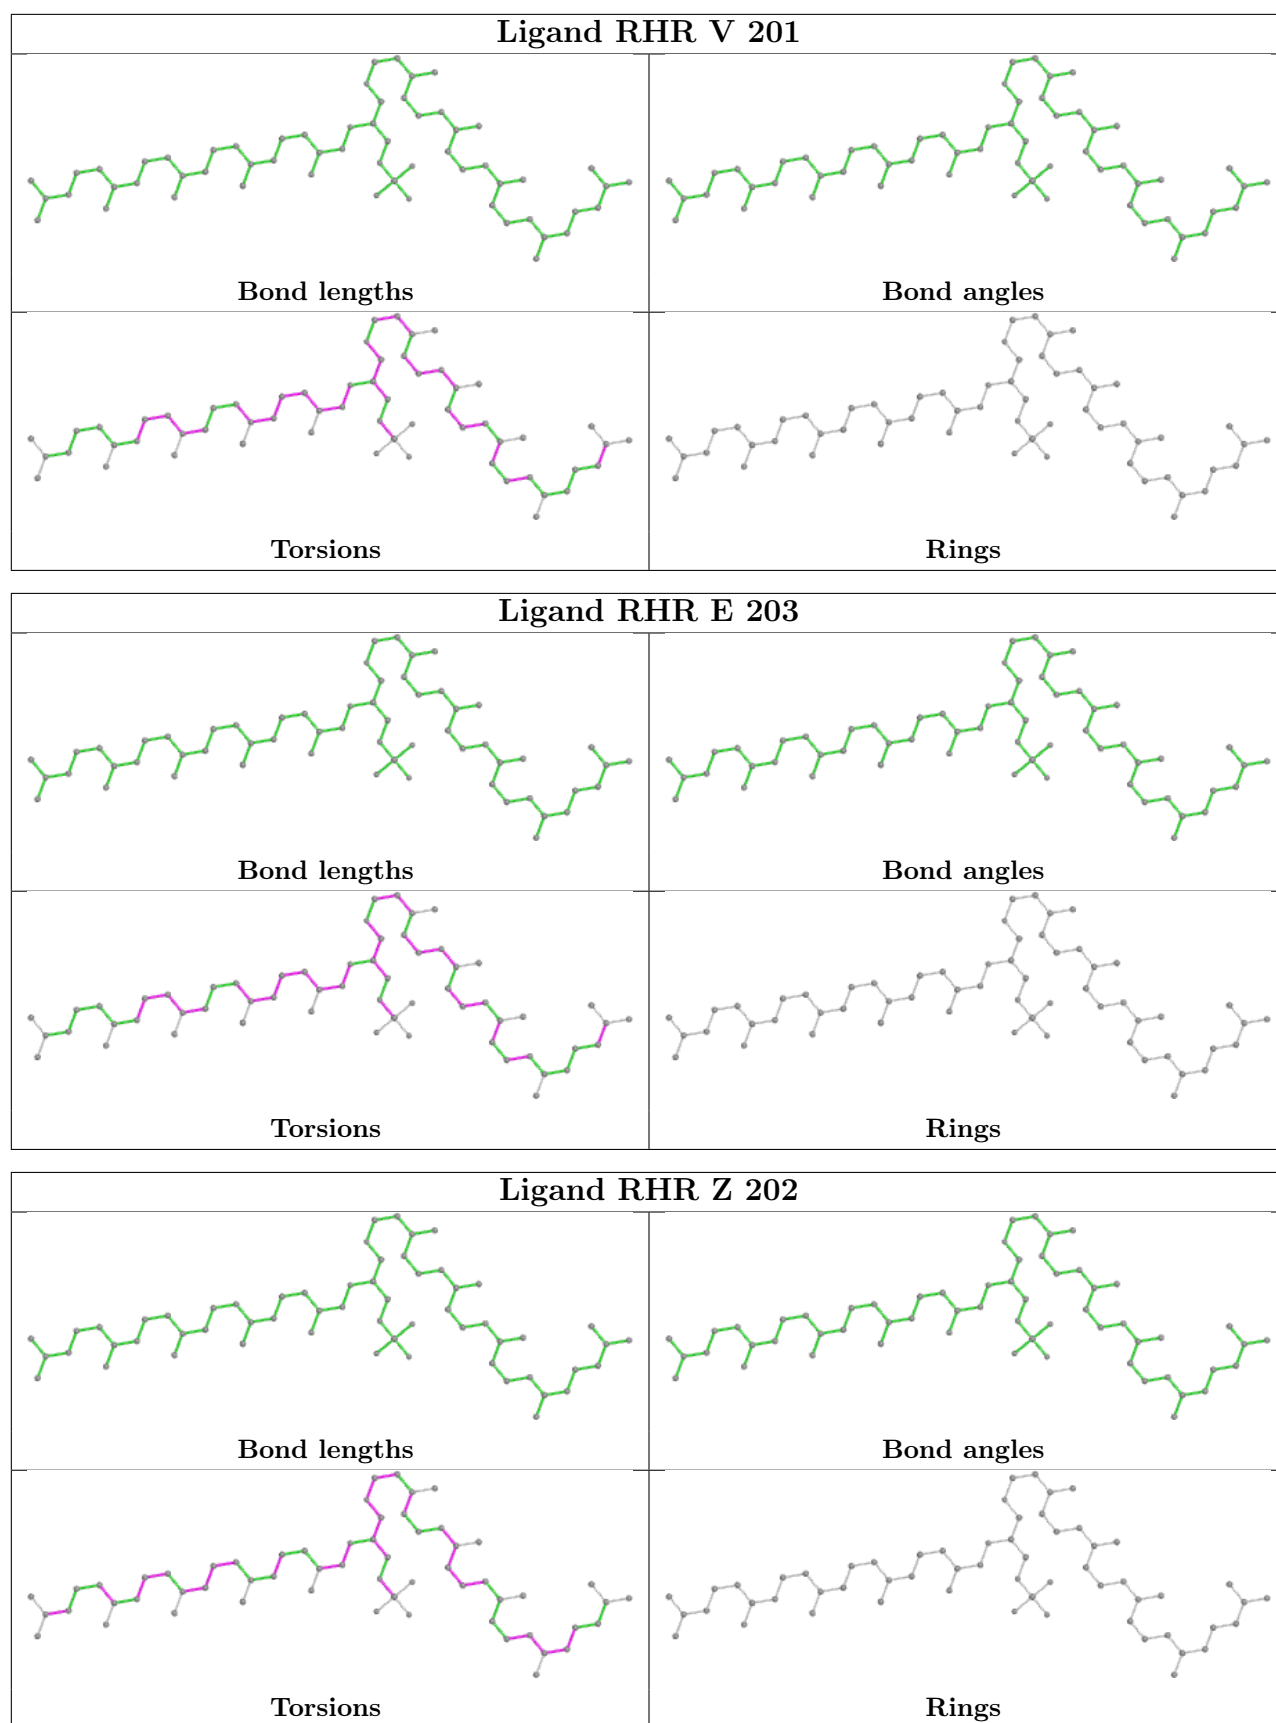 Ligand RHR V 201
Bond lengths
Bond angles
Torsions
Rings
Ligand RHR E 203
Bond lengths
Bond angles
Torsions
Rings
Ligand RHR Z 202
Bond lengths
Bond angles
Torsions
Rings